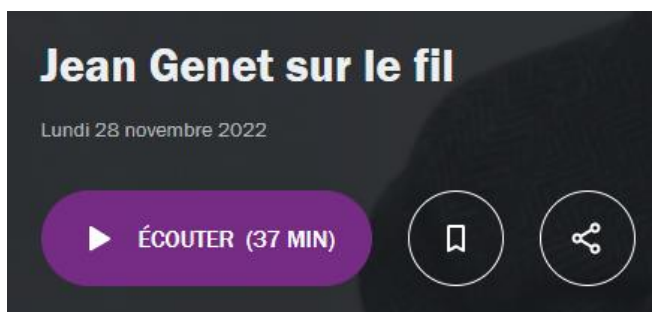 Jean Genet sur le fil
Lundi 28 novembre 2022
ÉCOUTER (37 MIN)